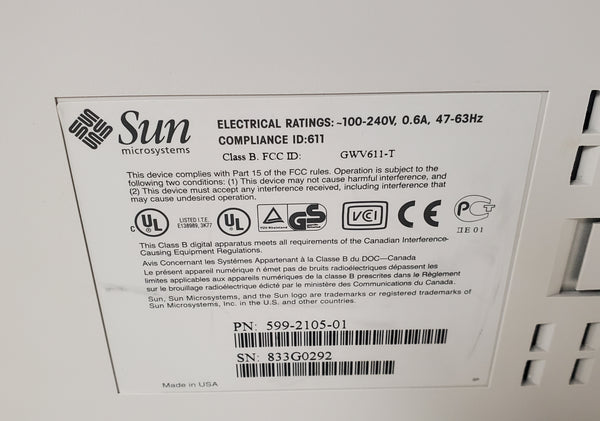 Sun
microsystems
ELECTRICAL RATINGS: ~100-240V, 0.6A, 47-63Hz
COMPLIANCE ID:611
Class B. FCC ID: GWV611-T
This device complies with Part 15 of the FCC rules. Operation is subject to the
following two conditions: (1) This device may not cause harmful interference, and
(2) This device must accept any interference received, including interference that
may cause undesired operation.
C UL LISTED I.T.E. UL TÜV Rheinland GS VCI CE PCT
E138989, 3K77
ДЕ 01
This Class B digital apparatus meets all requirements of the Canadian Interference-
Causing Equipment Regulations.
Avis Concernant les Systèmes Appartenant à la Classe B du DOC—Canada
Le présent appareil numérique n émet pas de bruits radioélectriques dépassent les
limites applicables aux appareils numériques de la classe B prescrites dans le Règlement
sur le brouillage radioélectrique édicté par le ministère des Communications du Canada.
Sun, Sun Microsystems, and the Sun logo are trademarks or registered trademarks of
Sun Microsystems, Inc. in the U.S. and other countries.
PN: 599-2105-01
SN: 833G0292
Made in USA